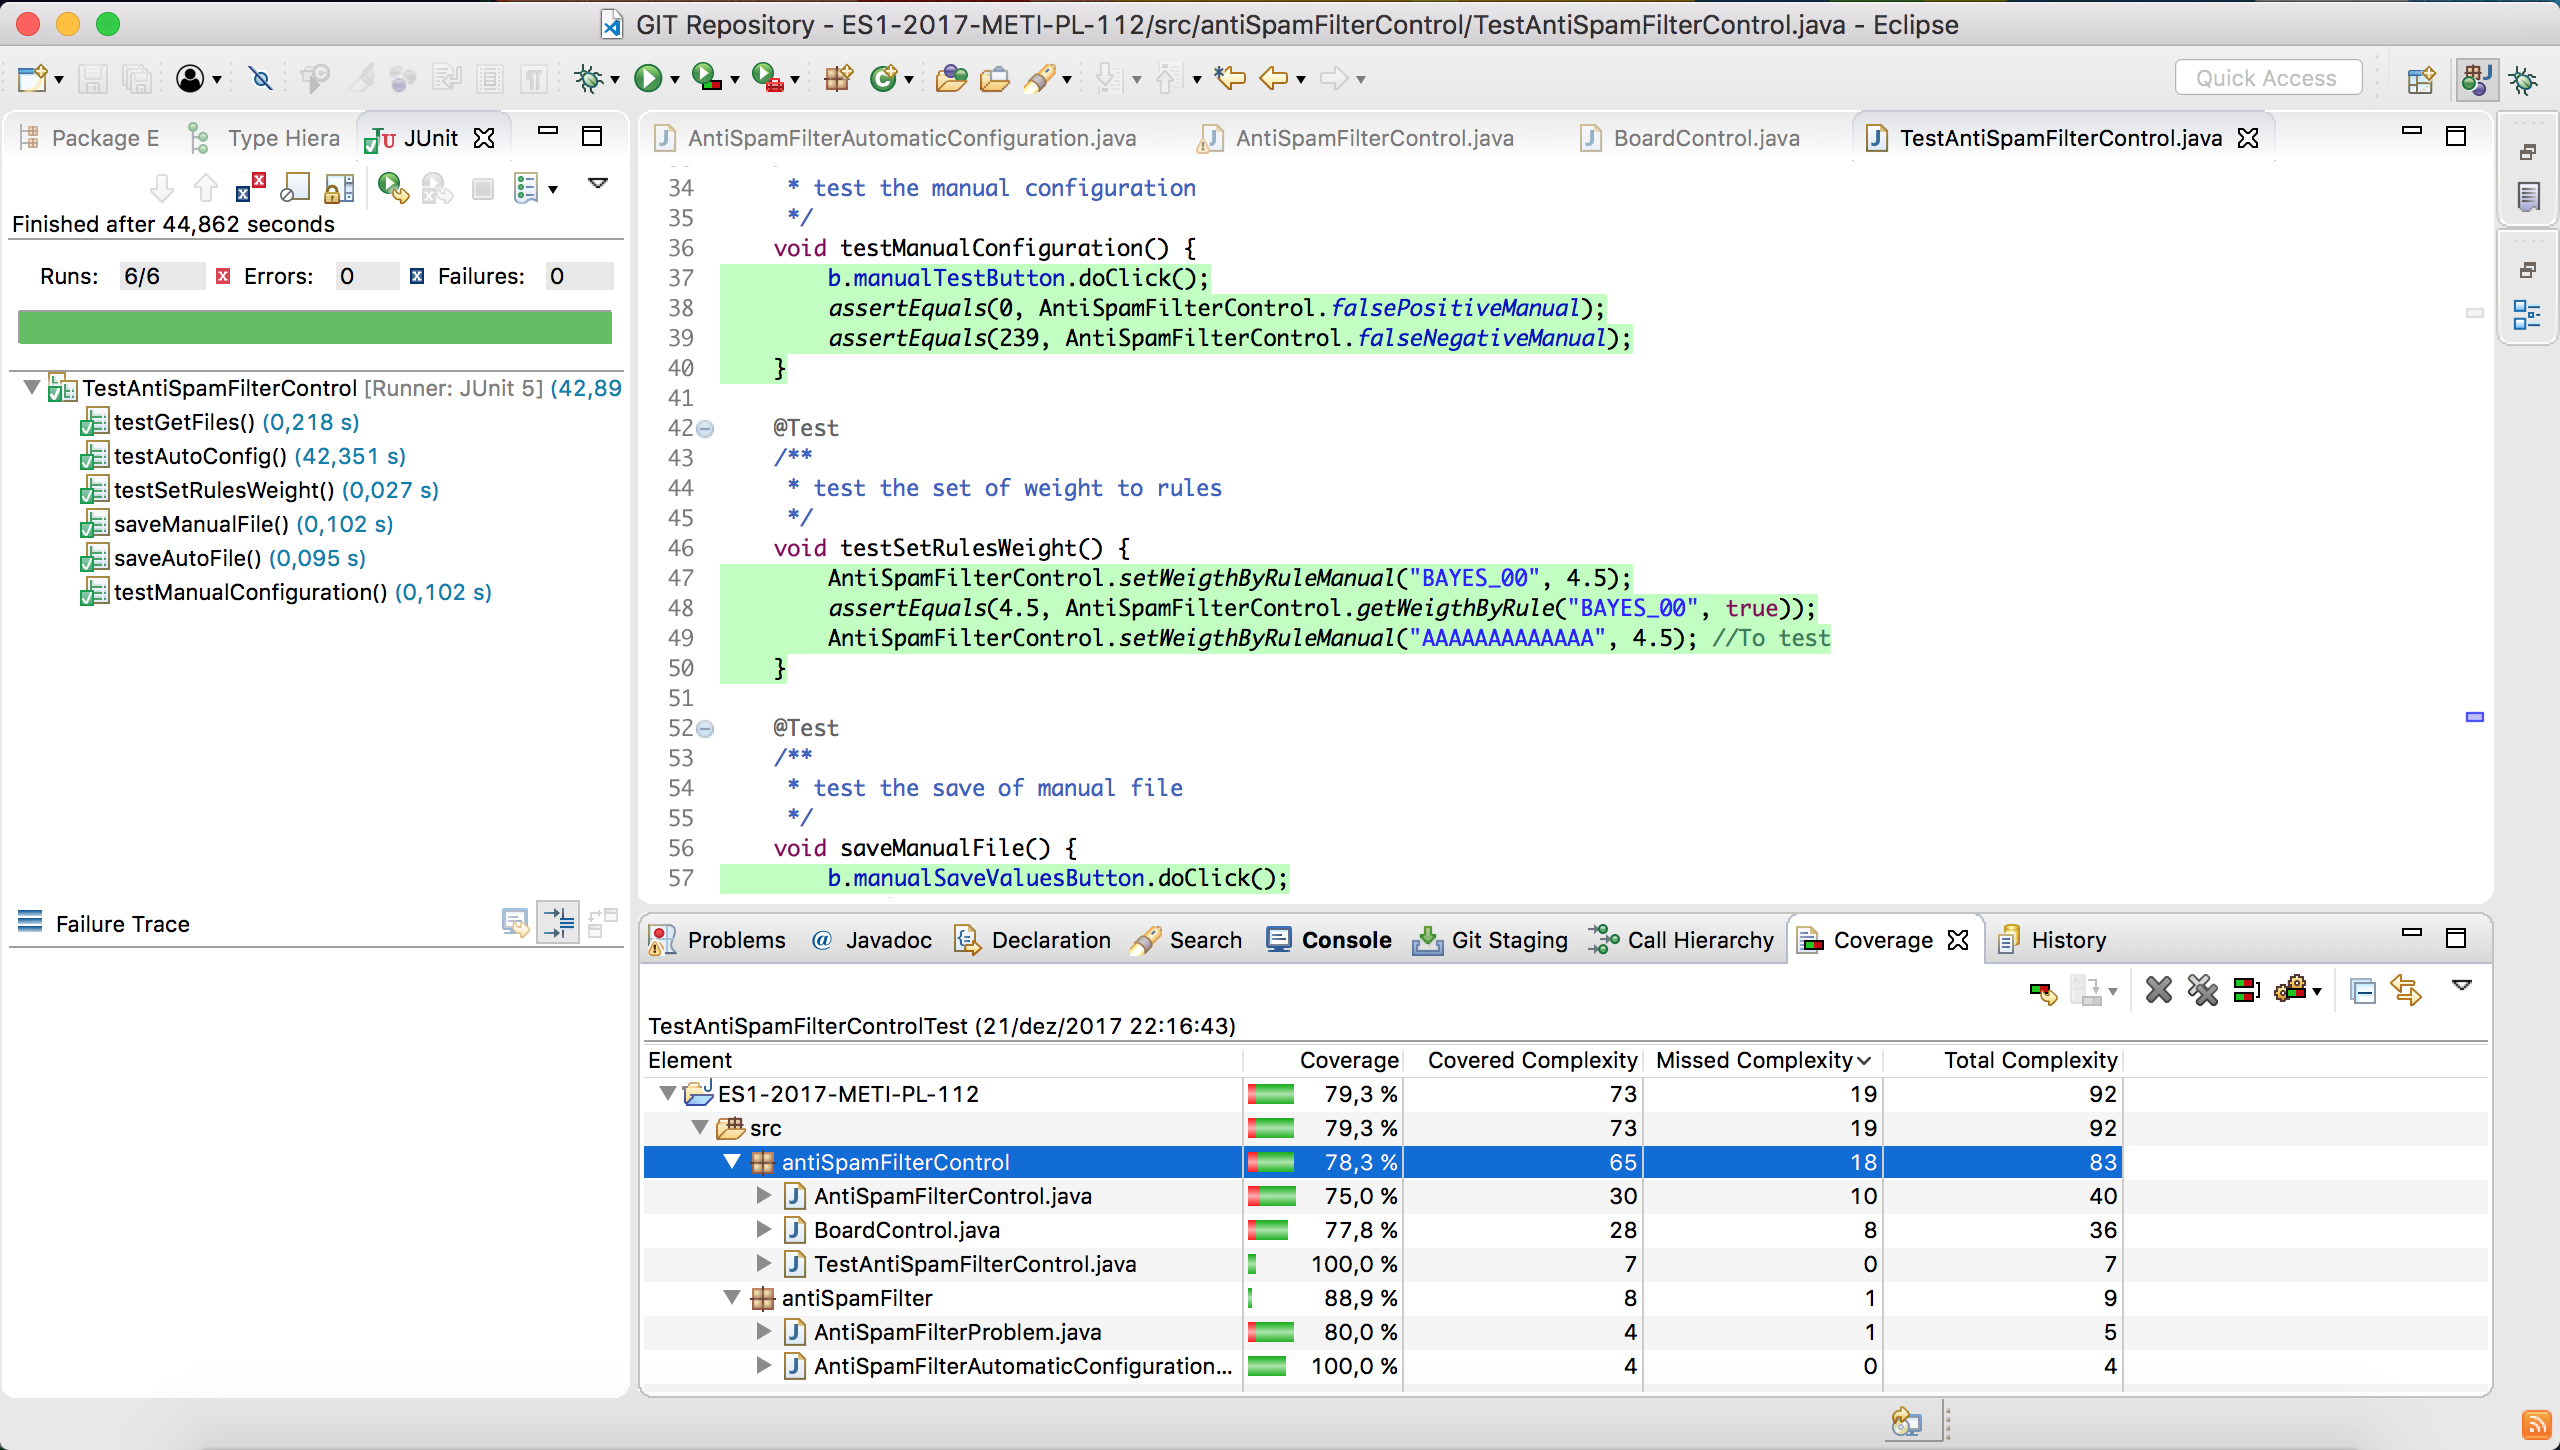 GIT Repository - ES1-2017-METI-PL-112/src/antiSpamFilterControl/TestAntiSpamFilterControl.java - Eclipse
Quick Access
Package E
Type Hiera
JUnit
Finished after 44,862 seconds
Runs: 6/6 Errors: 0 Failures: 0
TestAntiSpamFilterControl [Runner: JUnit 5] (42,89
testGetFiles() (0,218 s)
testAutoConfig() (42,351 s)
testSetRulesWeight() (0,027 s)
saveManualFile() (0,102 s)
saveAutoFile() (0,095 s)
testManualConfiguration() (0,102 s)
Failure Trace
AntiSpamFilterAutomaticConfiguration.java
AntiSpamFilterControl.java
BoardControl.java
TestAntiSpamFilterControl.java
34 * test the manual configuration
35 */
36 void testManualConfiguration() {
37 b.manualTestButton.doClick();
38 assertEquals(0, AntiSpamFilterControl.falsePositiveManual);
39 assertEquals(239, AntiSpamFilterControl.falseNegativeManual);
40 }
41
42 @Test
43 /**
44 * test the set of weight to rules
45 */
46 void testSetRulesWeight() {
47 AntiSpamFilterControl.setWeigthByRuleManual("BAYES_00", 4.5);
48 assertEquals(4.5, AntiSpamFilterControl.getWeigthByRule("BAYES_00", true));
49 AntiSpamFilterControl.setWeigthByRuleManual("AAAAAAAAAAAAA", 4.5); //To test
50 }
51
52 @Test
53 /**
54 * test the save of manual file
55 */
56 void saveManualFile() {
57 b.manualSaveValuesButton.doClick();
Problems @ Javadoc Declaration Search Console Git Staging Call Hierarchy Coverage History
TestAntiSpamFilterControlTest (21/dez/2017 22:16:43)
Element Coverage Covered Complexity Missed Complexity Total Complexity
ES1-2017-METI-PL-112 79,3 % 73 19 92
src 79,3 % 73 19 92
antiSpamFilterControl 78,3 % 65 18 83
AntiSpamFilterControl.java 75,0 % 30 10 40
BoardControl.java 77,8 % 28 8 36
TestAntiSpamFilterControl.java 100,0 % 7 0 7
antiSpamFilter 88,9 % 8 1 9
AntiSpamFilterProblem.java 80,0 % 4 1 5
AntiSpamFilterAutomaticConfiguration... 100,0 % 4 0 4